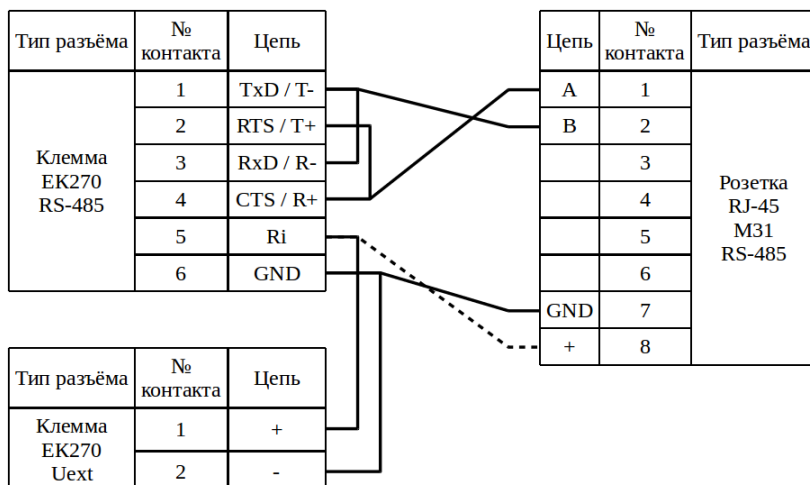 Тип разъёма № контакта Цепь
Клемма ЕК270 RS-485
1 TxD / T-
2 RTS / T+
3 RxD / R-
4 CTS / R+
5 Ri
6 GND
Цепь № контакта Тип разъёма
A 1
B 2
3
4
5
6
GND 7
+ 8
Розетка RJ-45 M31 RS-485
Тип разъёма № контакта Цепь
Клемма ЕК270 Uext
1 +
2 -